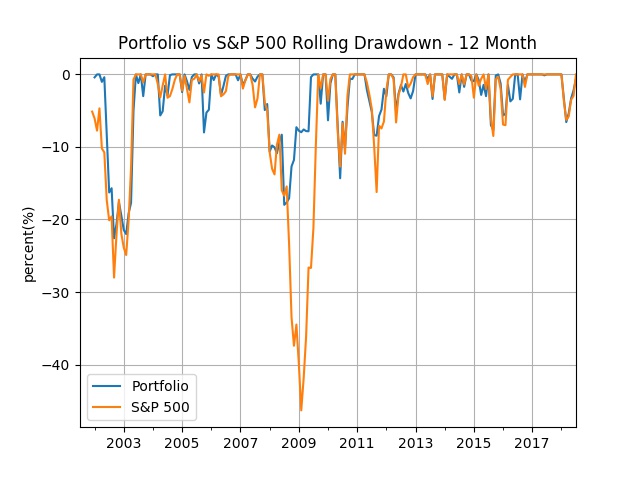 Portfolio vs S&P 500 Rolling Drawdown - 12 Month
percent(%)
0
−10
−20
−30
−40
Portfolio
S&P 500
2003 2005 2007 2009 2011 2013 2015 2017